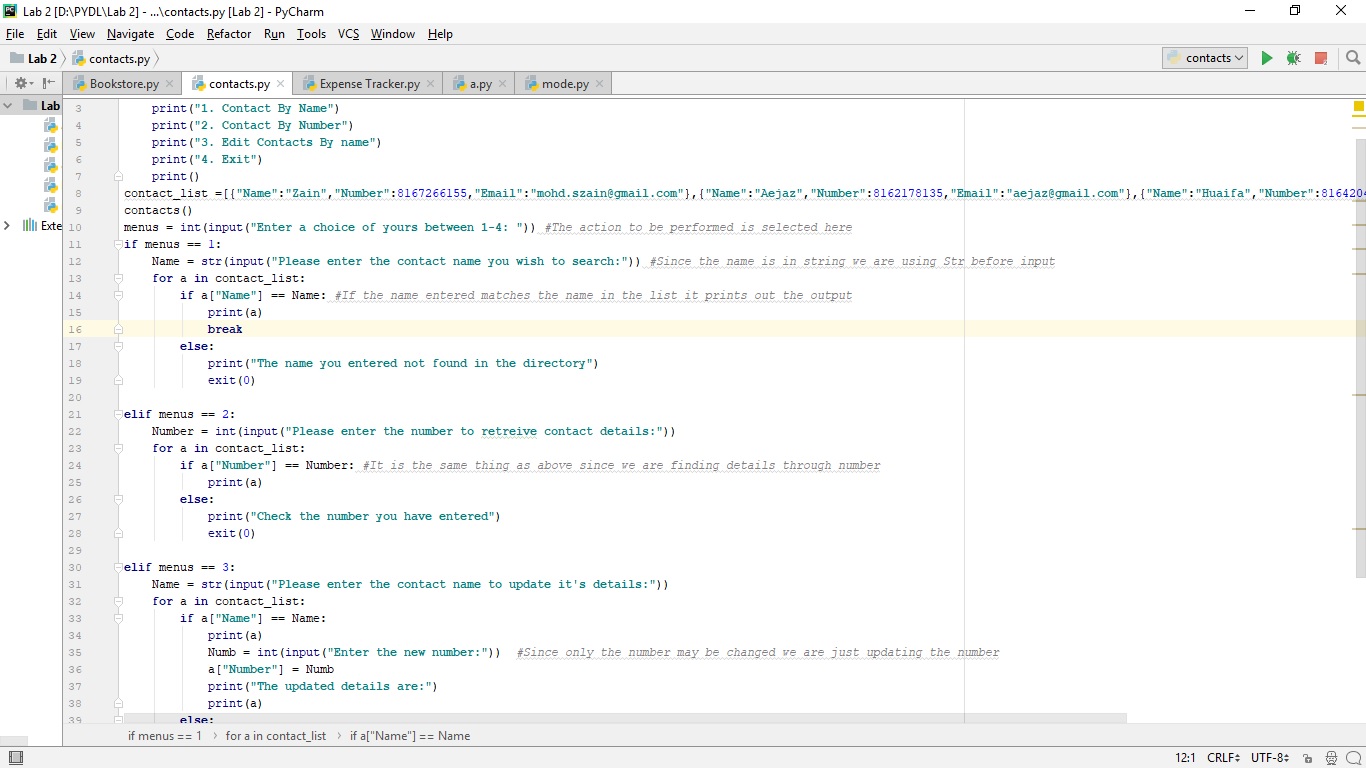 Lab 2 [D:\PYDL\Lab 2] - ...\contacts.py [Lab 2] - PyCharm
File Edit View Navigate Code Refactor Run Tools VCS Window Help
Lab 2 contacts.py contacts
Bookstore.py contacts.py Expense Tracker.py a.py mode.py
Lab
Exte
3 print("1. Contact By Name")
4 print("2. Contact By Number")
5 print("3. Edit Contacts By name")
6 print("4. Exit")
7 print()
8 contact_list =[{"Name":"Zain","Number":8167266155,"Email":"mohd.szain@gmail.com"},{"Name":"Aejaz","Number":8162178135,"Email":"aejaz@gmail.com"},{"Name":"Huaifa","Number":8164204
9 contacts()
10 menus = int(input("Enter a choice of yours between 1-4: ")) #The action to be performed is selected here
11 if menus == 1:
12 Name = str(input("Please enter the contact name you wish to search:")) #Since the name is in string we are using Str before input
13 for a in contact_list:
14 if a["Name"] == Name: #If the name entered matches the name in the list it prints out the output
15 print(a)
16 break
17 else:
18 print("The name you entered not found in the directory")
19 exit(0)
20
21 elif menus == 2:
22 Number = int(input("Please enter the number to retreive contact details:"))
23 for a in contact_list:
24 if a["Number"] == Number: #It is the same thing as above since we are finding details through number
25 print(a)
26 else:
27 print("Check the number you have entered")
28 exit(0)
29
30 elif menus == 3:
31 Name = str(input("Please enter the contact name to update it's details:"))
32 for a in contact_list:
33 if a["Name"] == Name:
34 print(a)
35 Numb = int(input("Enter the new number:")) #Since only the number may be changed we are just updating the number
36 a["Number"] = Numb
37 print("The updated details are:")
38 print(a)
39 else:
if menus == 1 › for a in contact_list › if a["Name"] == Name
12:1 CRLF UTF-8